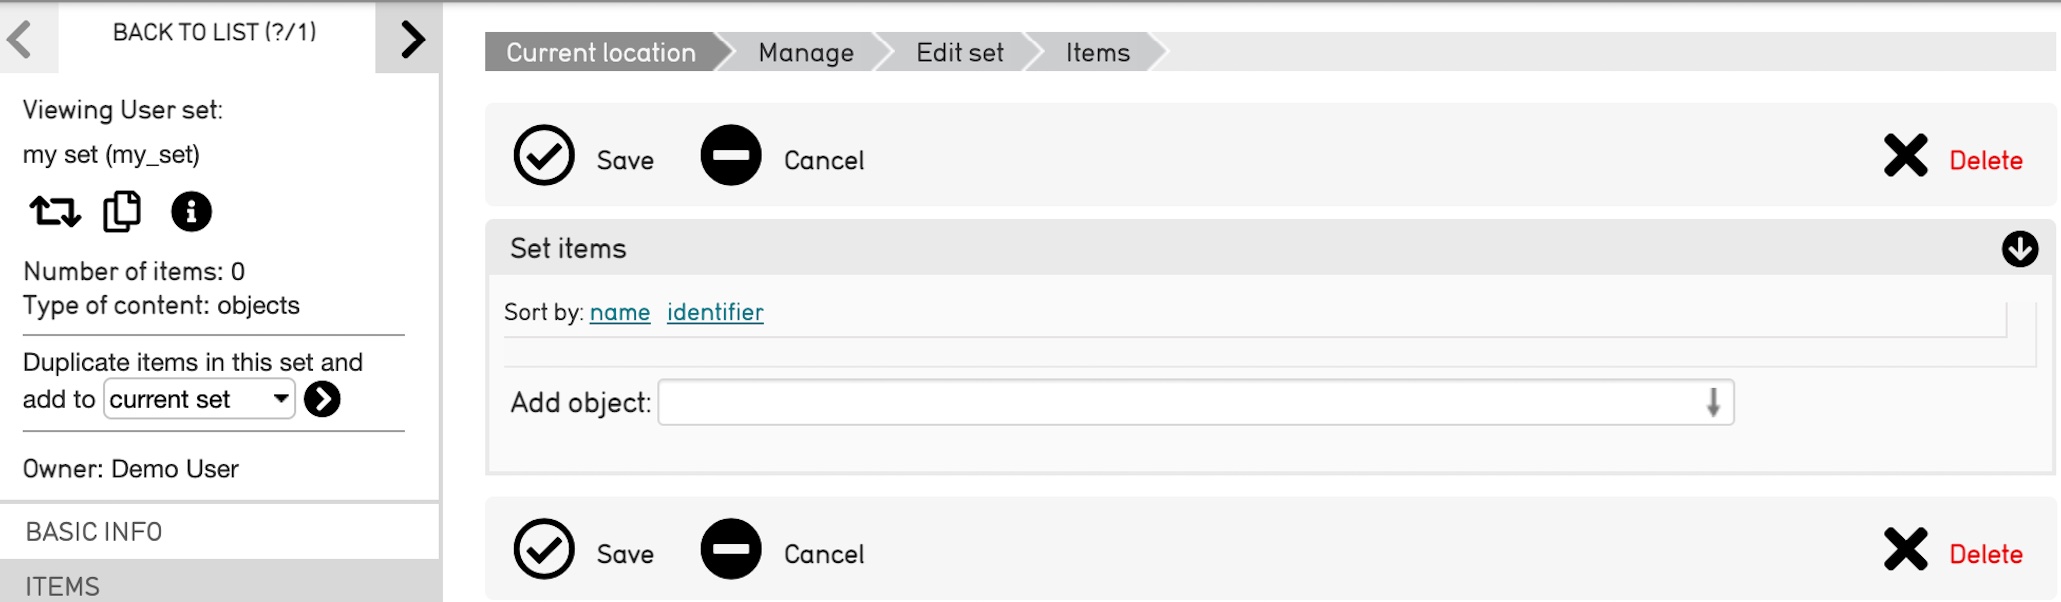 BACK TO LIST (?/1)
Viewing User set:
my set (my_set)
Number of items: 0
Type of content: objects
Duplicate items in this set and
add to current set
Owner: Demo User
BASIC INFO
ITEMS
Current location Manage Edit set Items
Save Cancel Delete
Set items
Sort by: name identifier
Add object:
Save Cancel Delete